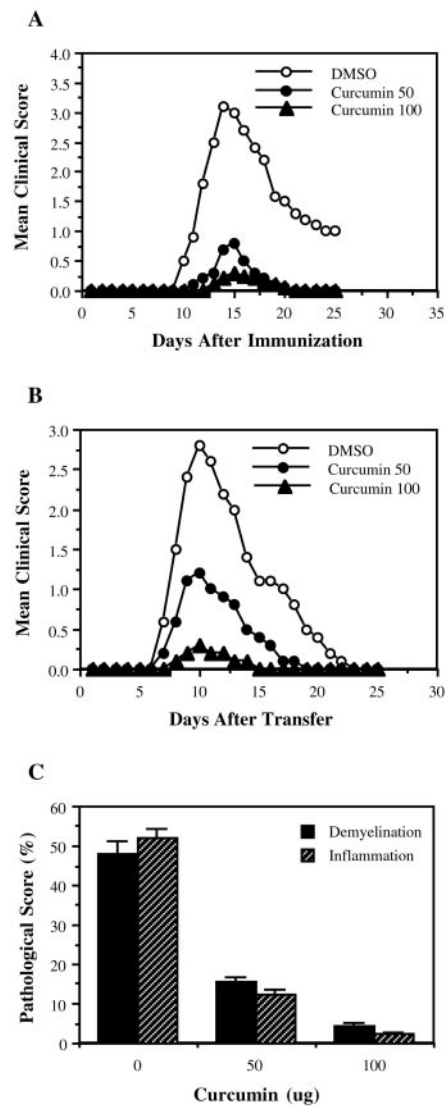 A
4.0
3.5
3.0
2.5
2.0
1.5
1.0
0.5
0.0
Mean Clinical Score
DMSO
Curcumin 50
Curcumin 100
0 5 10 15 20 25 30 35
Days After Immunization
B
3.0
2.5
2.0
1.5
1.0
0.5
0.0
Mean Clinical Score
DMSO
Curcumin 50
Curcumin 100
0 5 10 15 20 25 30
Days After Transfer
C
60
50
40
30
20
10
0
Pathological Score (%)
Demyelination
Inflammation
0 50 100
Curcumin (ug)